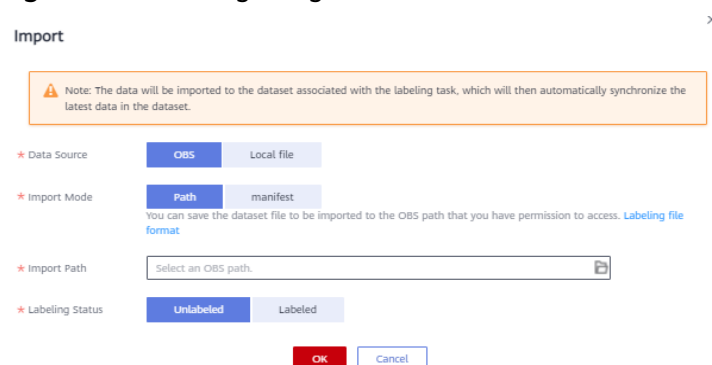 Import
Note: The data will be imported to the dataset associated with the labeling task, which will then automatically synchronize the
latest data in the dataset.
* Data Source OBS Local file
* Import Mode Path manifest
You can save the dataset file to be imported to the OBS path that you have permission to access. Labeling file
format
* Import Path Select an OBS path.
* Labeling Status Unlabeled Labeled
OK Cancel